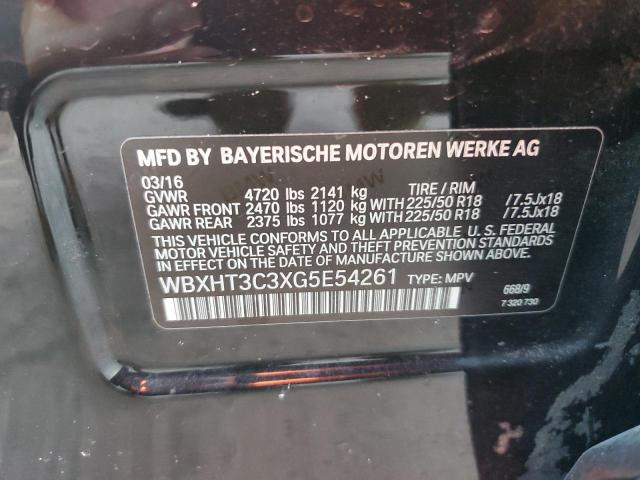 MFD BY BAYERISCHE MOTOREN WERKE AG
03/16
GVWR 4720 lbs 2141 kg TIRE / RIM
GAWR FRONT 2470 lbs 1120 kg WITH 225/50 R18 /7.5Jx18
GAWR REAR 2375 lbs 1077 kg WITH 225/50 R18 /7.5Jx18
THIS VEHICLE CONFORMS TO ALL APPLICABLE U. S. FEDERAL
MOTOR VEHICLE SAFETY AND THEFT PREVENTION STANDARDS
IN EFFECT ON THE DATE OF MANUFACTURE SHOWN ABOVE.
WBXHT3C3XG5E54261 TYPE: MPV
668/9
7 320 730